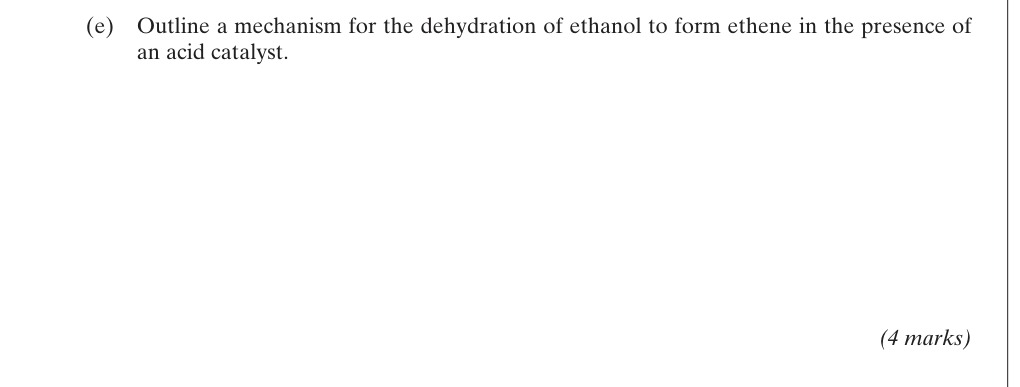 (e) Outline a mechanism for the dehydration of ethanol to form ethene in the presence of
an acid catalyst.
(4 marks)